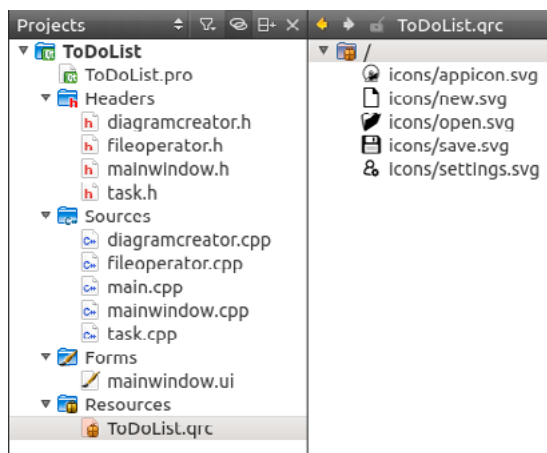 Projects
ToDoList
ToDoList.pro
Headers
diagramcreator.h
fileoperator.h
mainwindow.h
task.h
Sources
diagramcreator.cpp
fileoperator.cpp
main.cpp
mainwindow.cpp
task.cpp
Forms
mainwindow.ui
Resources
ToDoList.qrc
ToDoList.qrc
/
icons/appicon.svg
icons/new.svg
icons/open.svg
icons/save.svg
icons/settings.svg